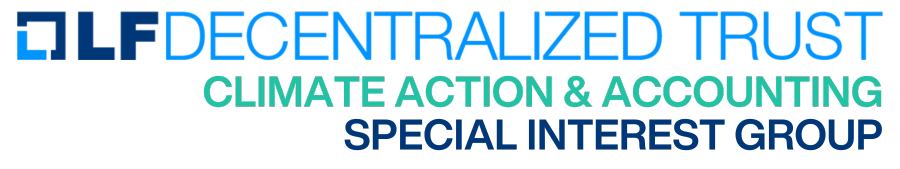 LF DECENTRALIZED TRUST
CLIMATE ACTION & ACCOUNTING
SPECIAL INTEREST GROUP